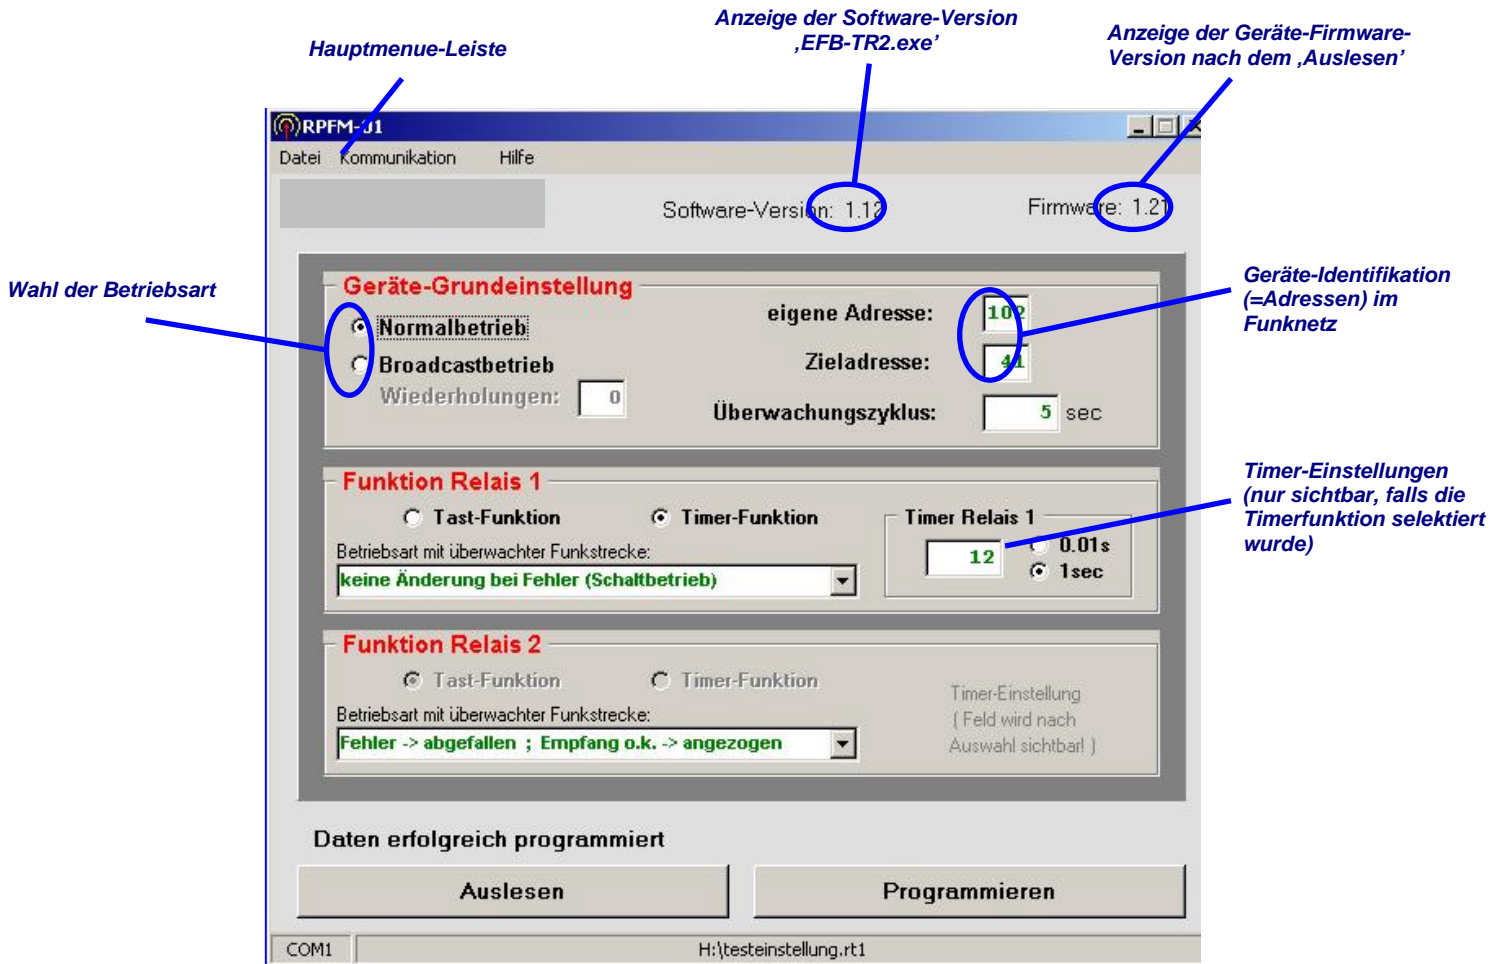 Anzeige der Software-Version
‚EFB-TR2.exe’
Anzeige der Geräte-Firmware-
Version nach dem ‚Auslesen’
Hauptmenue-Leiste
RPFM-01
Datei Kommunikation Hilfe
Software-Version: 1.12
Firmware: 1.21
Wahl der Betriebsart
Geräte-Grundeinstellung
Normalbetrieb
Broadcastbetrieb
Wiederholungen: 0
eigene Adresse: 102
Zieladresse: 41
Überwachungszyklus: 5 sec
Geräte-Identifikation
(=Adressen) im
Funknetz
Funktion Relais 1
Tast-Funktion Timer-Funktion
Betriebsart mit überwachter Funkstrecke:
keine Änderung bei Fehler (Schaltbetrieb)
Timer Relais 1
12
0.01s
1sec
Timer-Einstellungen
(nur sichtbar, falls die
Timerfunktion selektiert
wurde)
Funktion Relais 2
Tast-Funktion Timer-Funktion
Betriebsart mit überwachter Funkstrecke:
Fehler -> abgefallen ; Empfang o.k. -> angezogen
Timer-Einstellung
( Feld wird nach
Auswahl sichtbar! )
Daten erfolgreich programmiert
Auslesen
Programmieren
COM1
H:\testeinstellung.rt1